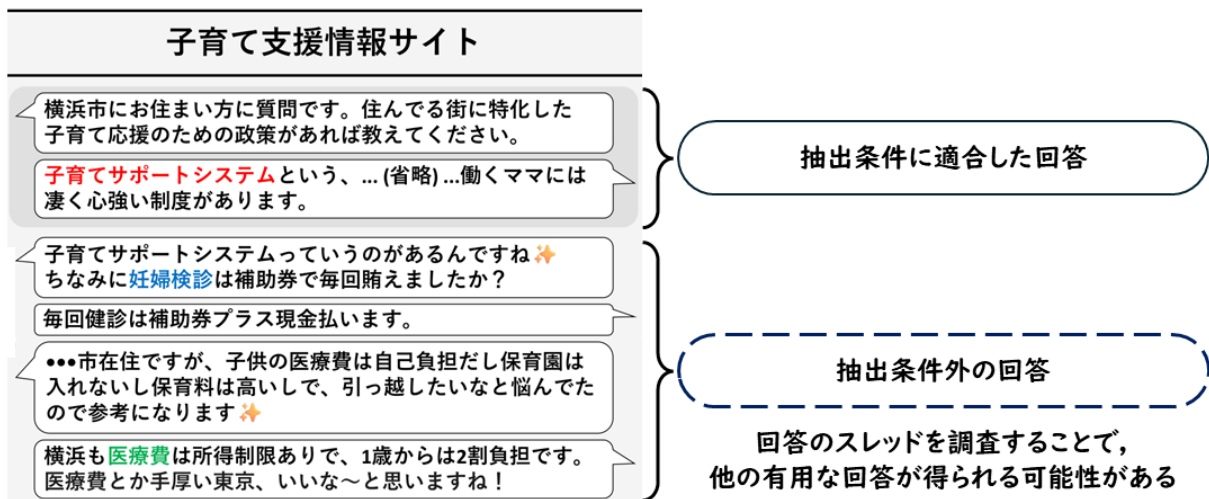 子育て支援情報サイト
横浜市にお住まい方に質問です。住んでる街に特化した
子育て応援のための政策があれば教えてください。
子育てサポートシステムという、... (省略) ...働くママには
凄く心強い制度があります。
抽出条件に適合した回答
子育てサポートシステムっていうのがあるんですね✨
ちなみに妊婦検診は補助券で毎回賄えましたか？
毎回健診は補助券プラス現金払います。
●●●市在住ですが、子供の医療費は自己負担だし保育園は
入れないし保育料は高いしで、引っ越したいなと悩んでた
ので参考になります✨
横浜も医療費は所得制限ありで、1歳からは2割負担です。
医療費とか手厚い東京、いいな～と思いますね！
抽出条件外の回答
回答のスレッドを調査することで,
他の有用な回答が得られる可能性がある